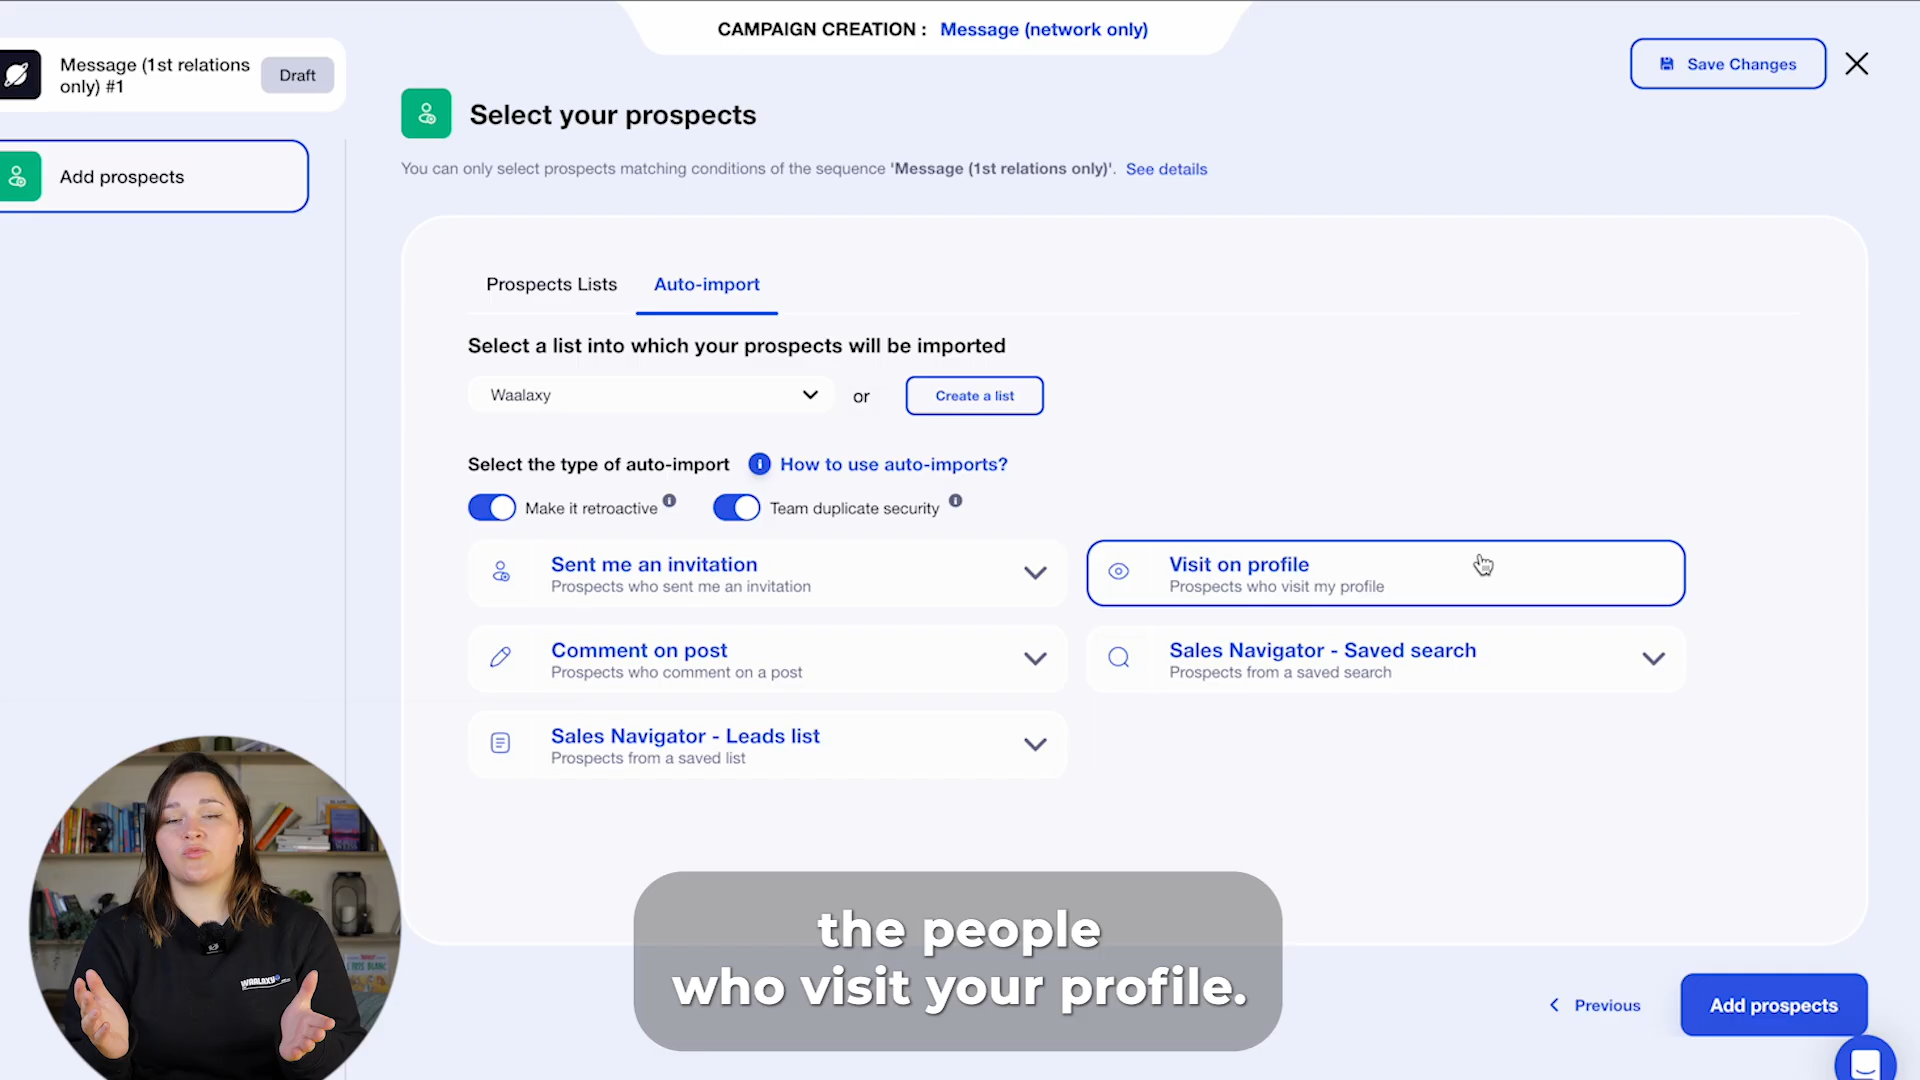 CAMPAIGN CREATION : Message (network only)
Message (1st relations
only) #1
Draft
Save Changes
Select your prospects
You can only select prospects matching conditions of the sequence 'Message (1st relations only)'. See details
Add prospects
Prospects Lists
Auto-import
Select a list into which your prospects will be imported
Waalaxy
or
Create a list
Select the type of auto-import
How to use auto-imports?
Make it retroactive
Team duplicate security
Sent me an invitation
Prospects who sent me an invitation
Visit on profile
Prospects who visit my profile
Comment on post
Prospects who comment on a post
Sales Navigator - Saved search
Prospects from a saved search
Sales Navigator - Leads list
Prospects from a saved list
WAALAXY
the people
who visit your profile.
Previous
Add prospects